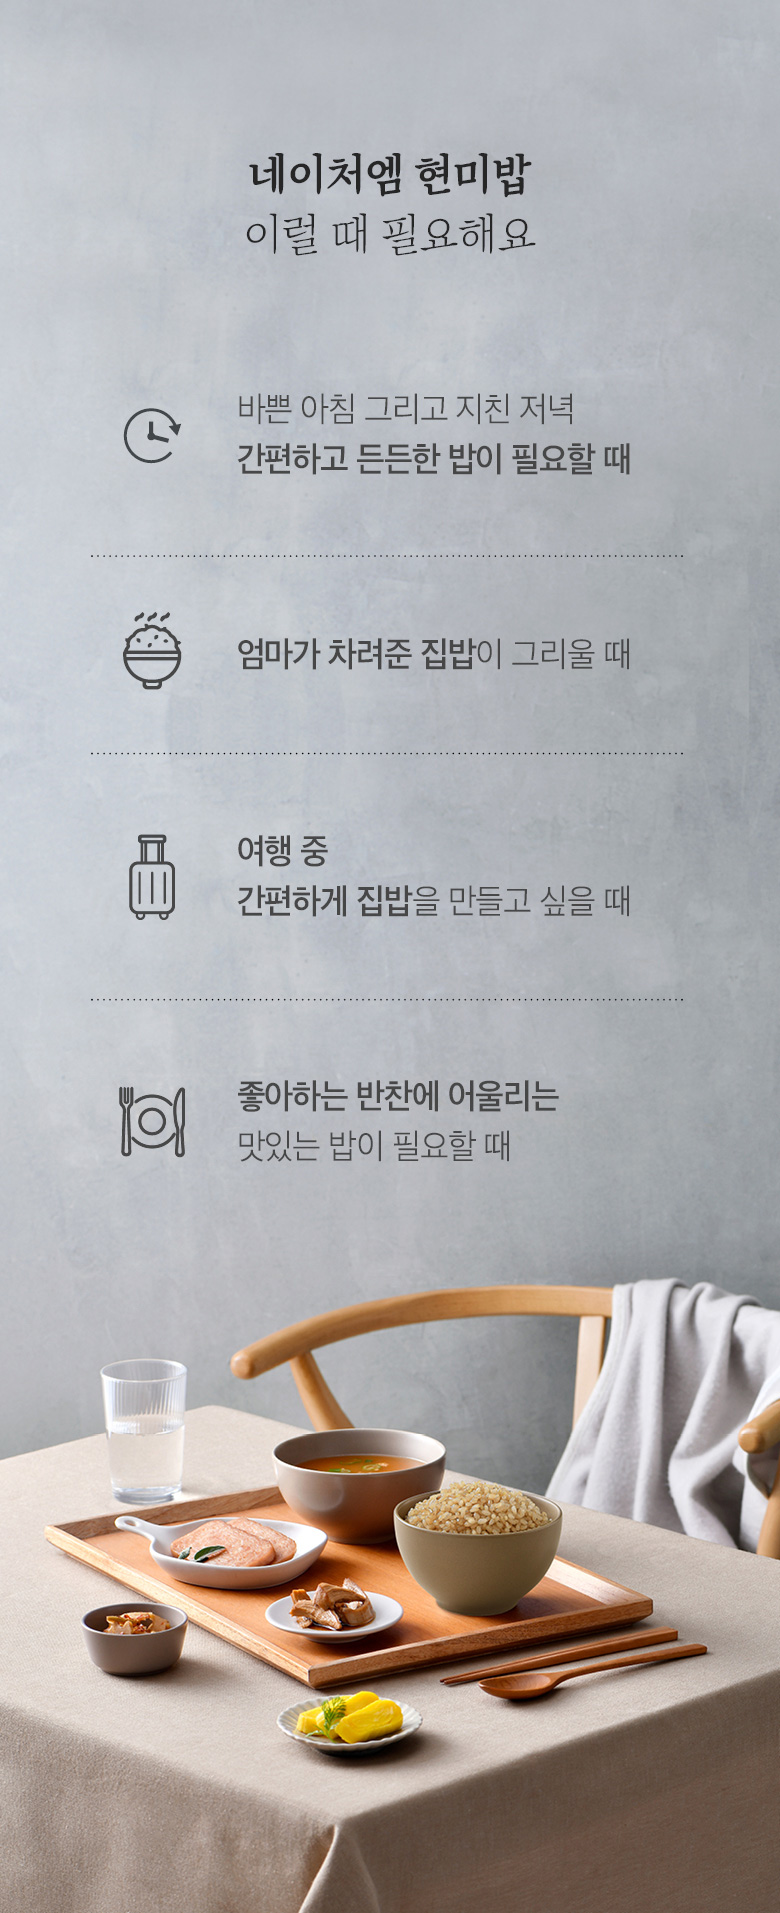 네이처엠 현미밥
이럴 때 필요해요
바쁜 아침 그리고 지친 저녁
간편하고 든든한 밥이 필요할 때
엄마가 차려준 집밥이 그리울 때
여행 중
간편하게 집밥을 만들고 싶을 때
좋아하는 반찬에 어울리는
맛있는 밥이 필요할 때